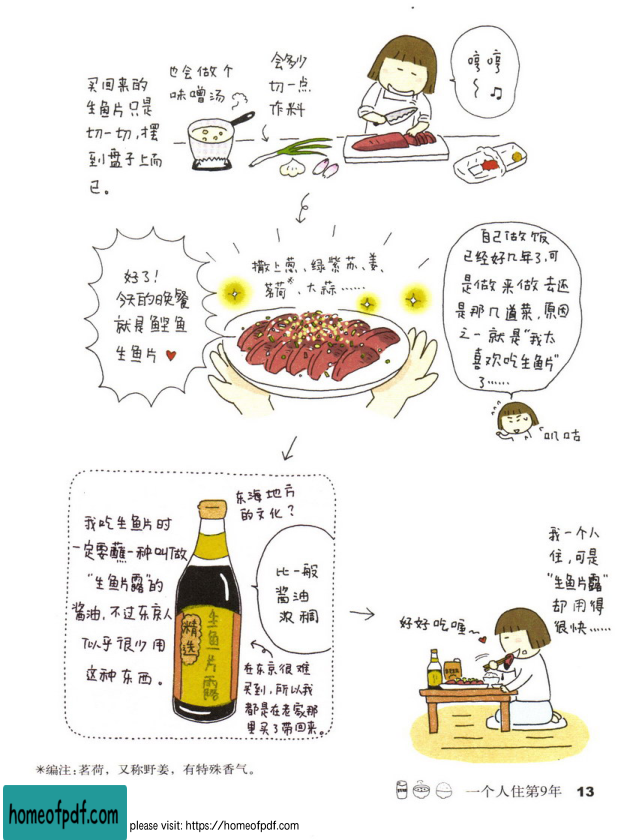 买回来的
生鱼片只是
切一切,摆
到盘子上而
已。
也会做个
味噌汤
会多少
切一点
作料
哼哼
~♫
好了!
今天的晚餐
就是鲣鱼
生鱼片♥
撒上葱、绿紫苏、姜、
茗荷*、大蒜……
自己做饭
已经好几年了,可
是做来做去还
是那几道菜,原因
之一就是“我太
喜欢吃生鱼片”
了……
叽咕
我吃生鱼片时
一定要蘸一种叫做
“生鱼片露”的
酱油,不过东京人
似乎很少用
这种东西。
东海地方
的文化?
比一般
酱油
浓稠
精选
生鱼片露
在东京很难
买到,所以我
都是在老家那
里买了带回来。
我一个人
住,可是
“生鱼片露”
却用得
很快……
好好吃喔~
*编注:茗荷,又称野姜,有特殊香气。
一个人住第9年 13
homeofpdf.com
please visit: https://homeofpdf.com